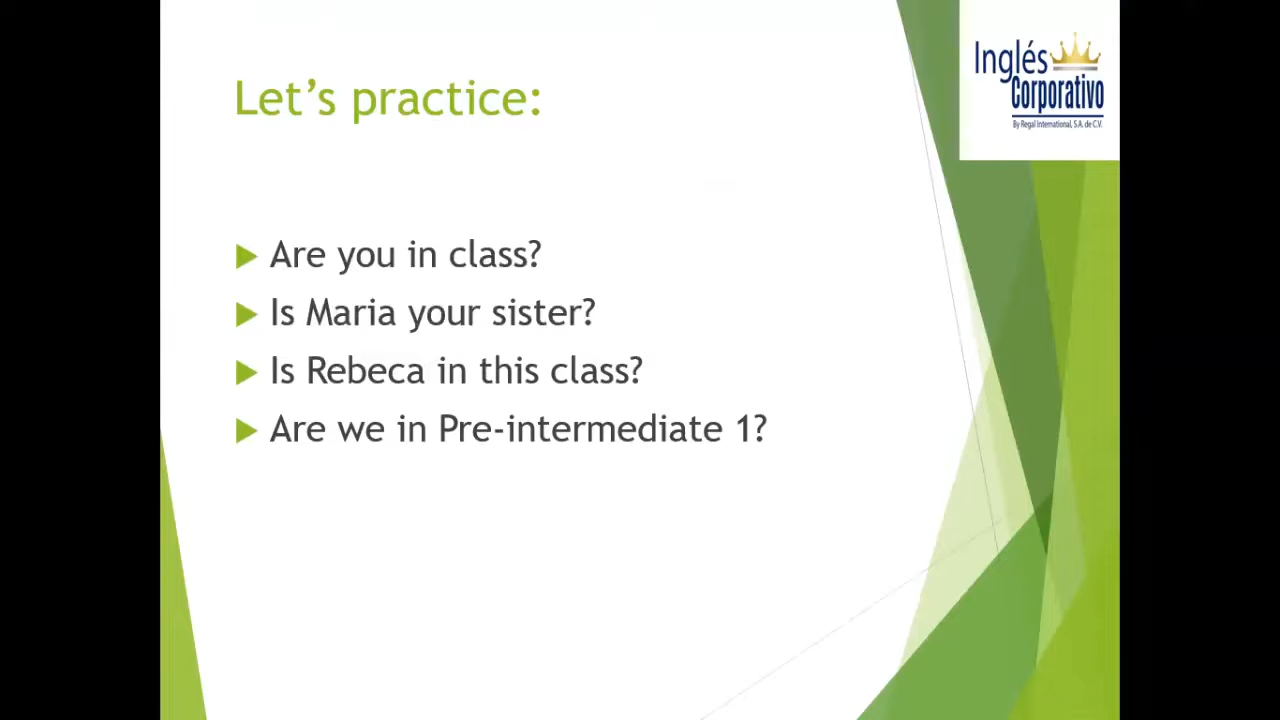 Let's practice:
Inglés
Corporativo
By Regal International, S.A. de C.V.
Are you in class?
Is Maria your sister?
Is Rebeca in this class?
Are we in Pre-intermediate 1?